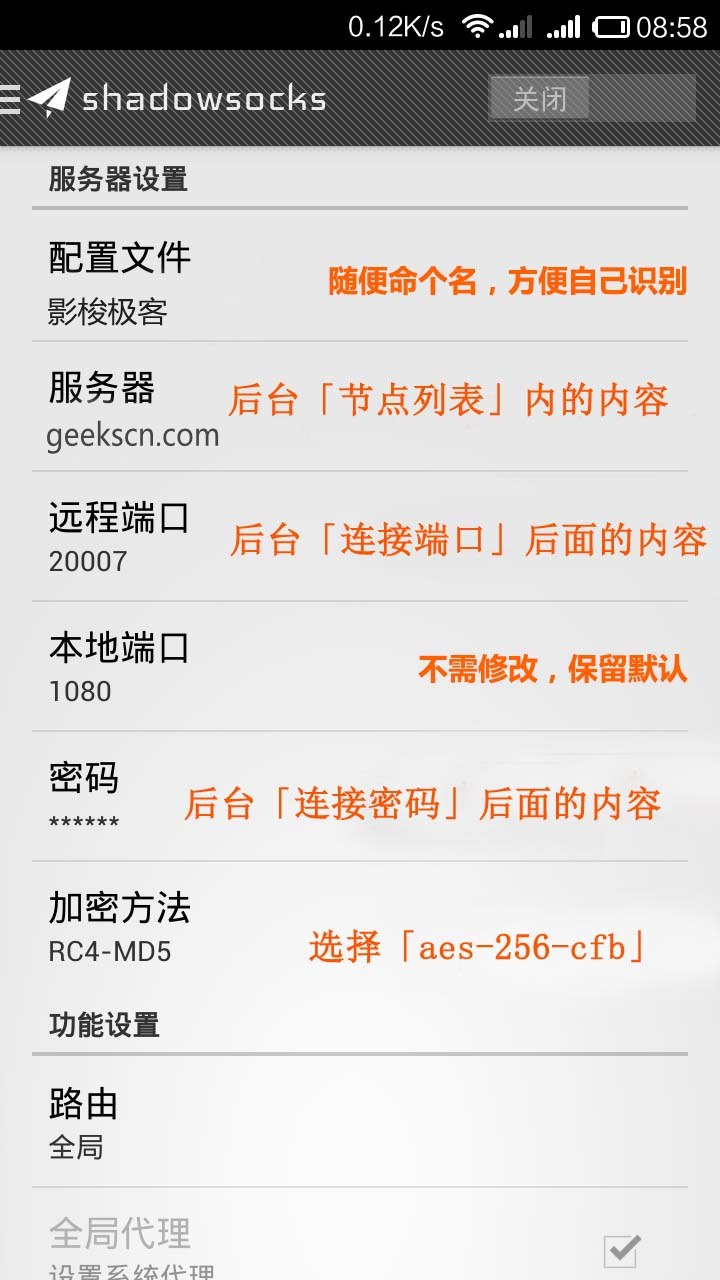 0.12K/s 08:58
shadowsocks 关闭
服务器设置
配置文件
随便命个名，方便自己识别
影梭极客
服务器
后台「节点列表」内的内容
geekscn.com
远程端口
后台「连接端口」后面的内容
20007
本地端口
不需修改，保留默认
1080
密码
后台「连接密码」后面的内容
******
加密方法
选择「aes-256-cfb」
RC4-MD5
功能设置
路由
全局
全局代理
设置系统代理